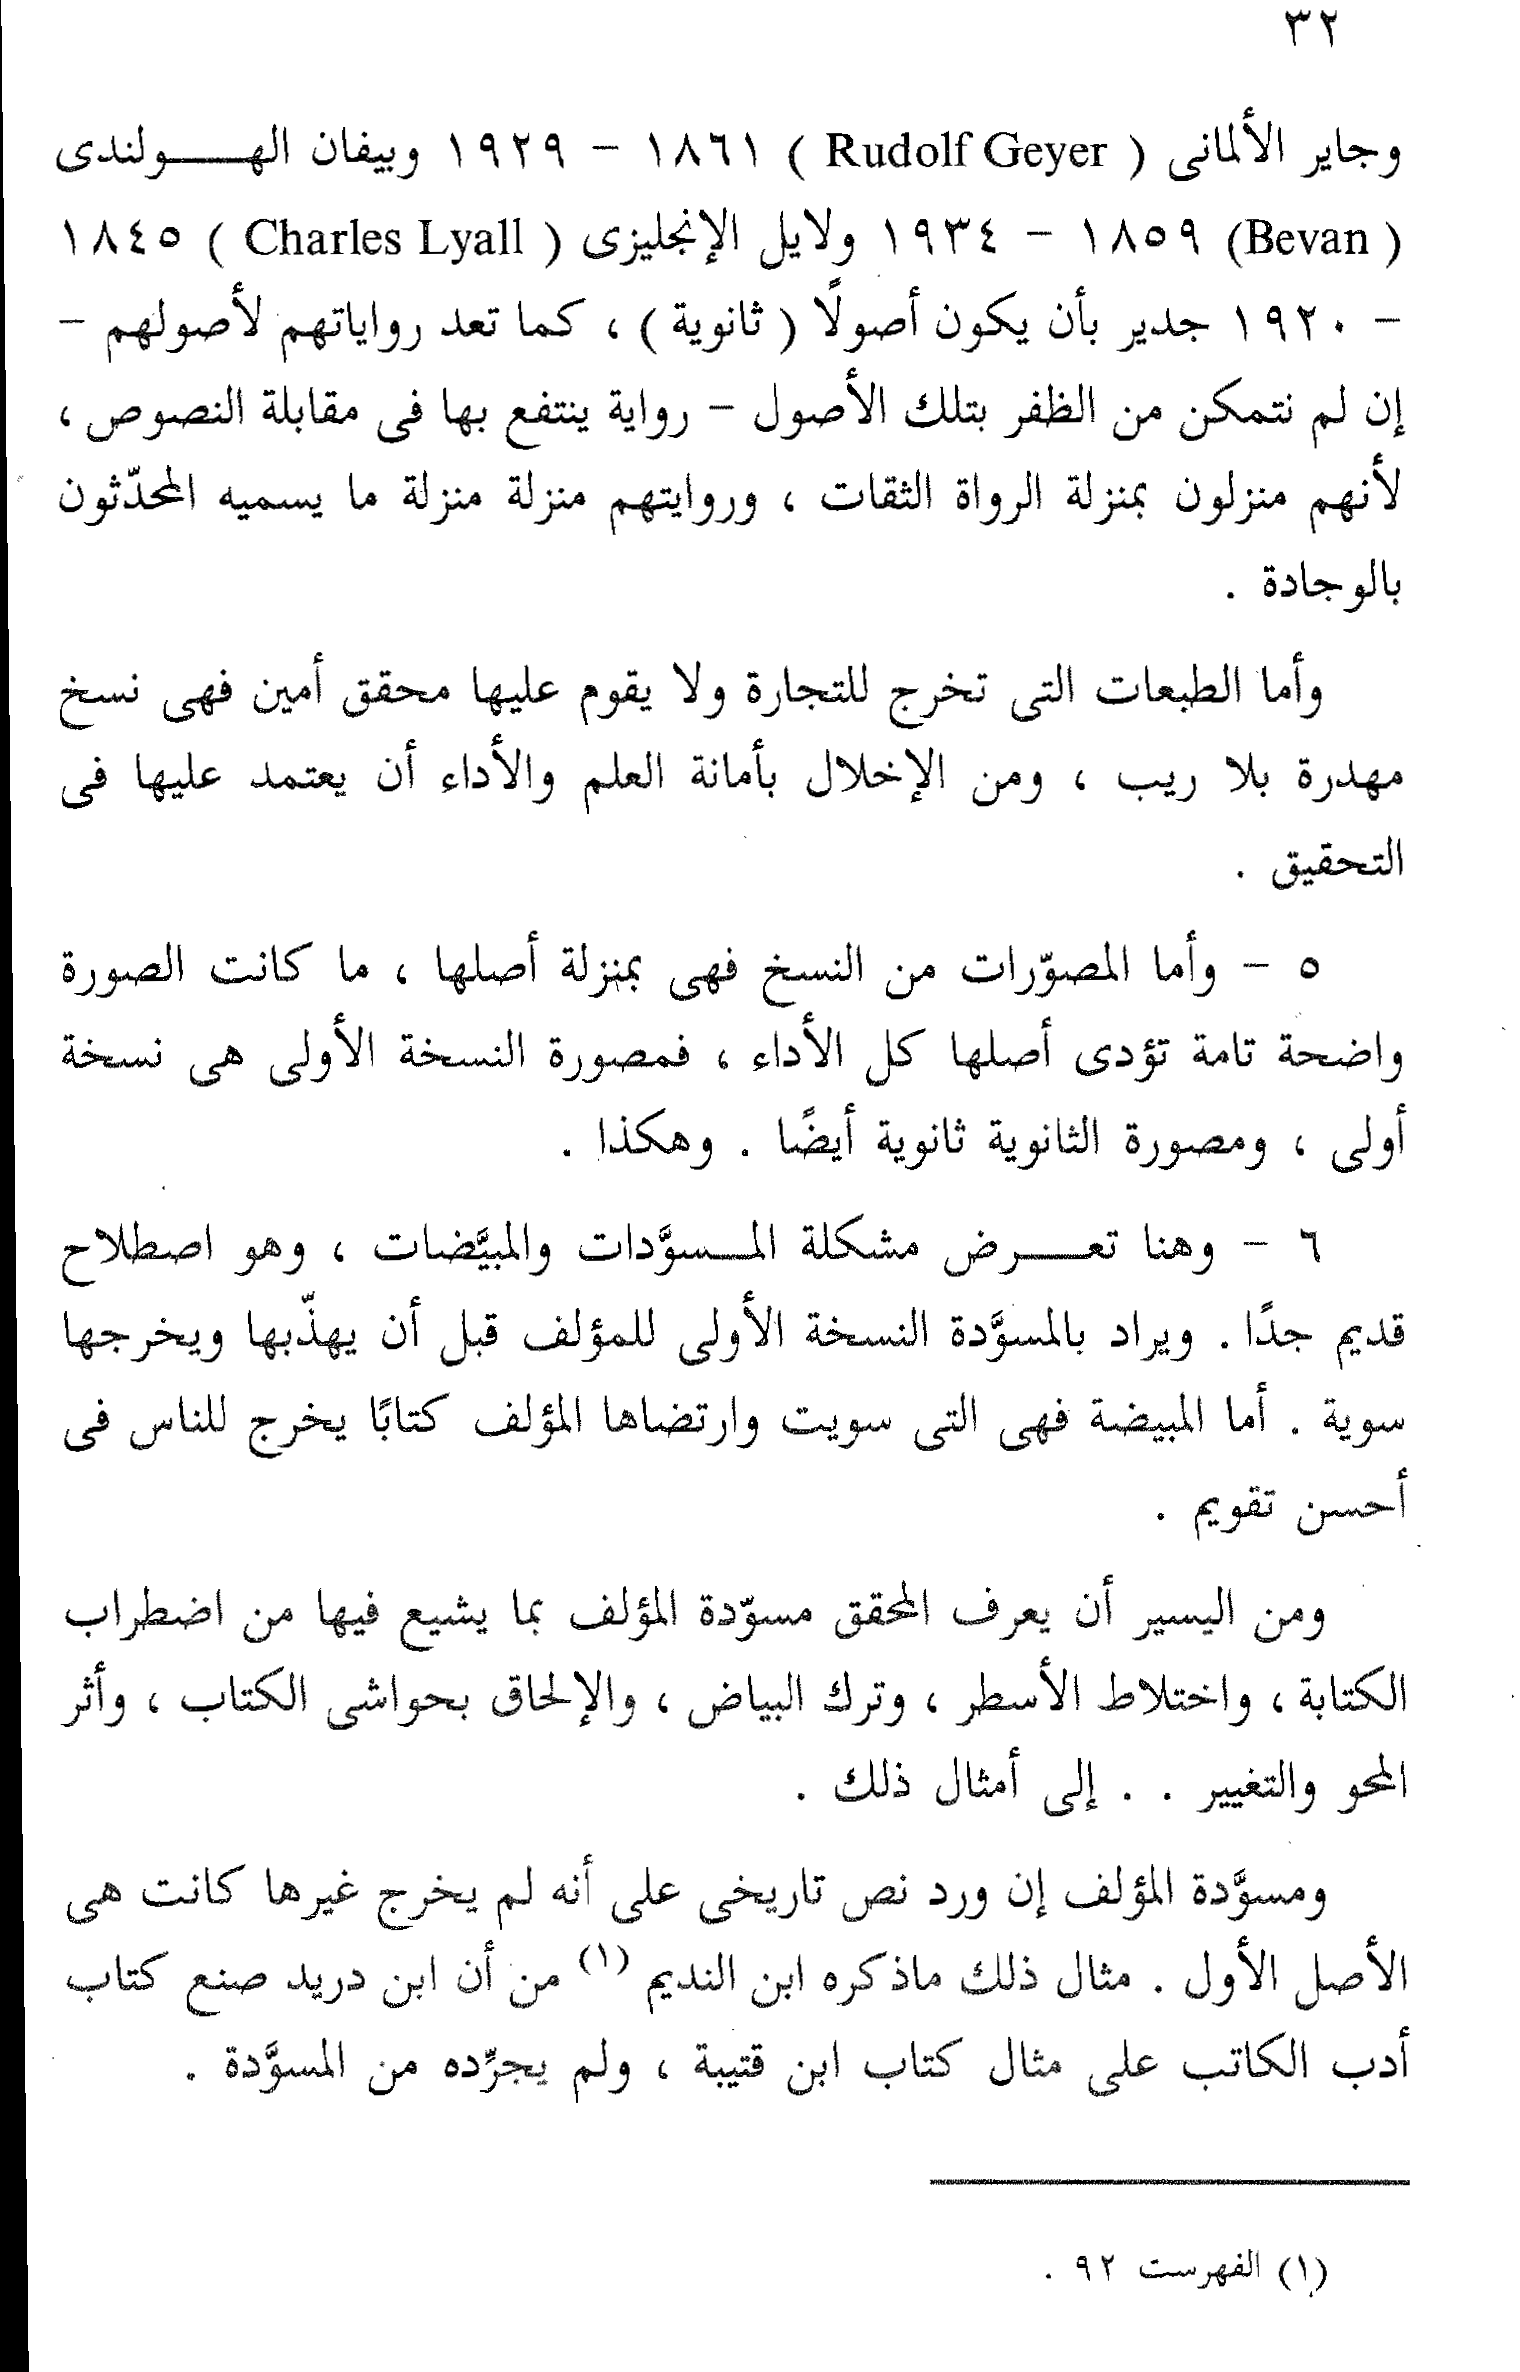 ٣٢
وجاير الألمانى ( Rudolf Geyer ) ١٨٦١ – ١٩٢٩ وبيفان الهـــولندى
( Bevan) ١٨٥٩ – ١٩٣٤ ولايل الإنجليزى ( Charles Lyall ) ١٨٤٥
– ١٩٢٠ جدير بأن يكون أصولًا ( ثانوية ) ، كما تعد رواياتهم لأصولهم –
إن لم نتمكن من الظفر بتلك الأصول – رواية ينتفع بها فى مقابلة النصوص ،
لأنهم منزلون بمنزلة الرواة الثقات ، وروايتهم منزلة منزلة ما يسميه المحدّثون
بالوجادة .
وأما الطبعات التى تخرج للتجارة ولا يقوم عليها محقق أمين فهى نسخ
مهدرة بلا ريب ، ومن الإخلال بأمانة العلم والأداء أن يعتمد عليها فى
التحقيق .
٥ – وأما المصوّرات من النسخ فهى بمنزلة أصلها ، ما كانت الصورة
واضحة تامة تؤدى أصلها كل الأداء ، فمصورة النسخة الأولى هى نسخة
أولى ، ومصورة الثانوية ثانوية أيضًا . وهكذا .
٦ – وهنا تعـــرض مشكلة المــسوَّدات والمبيَّضات ، وهو اصطلاح
قديم جدًا . ويراد بالمسوَّدة النسخة الأولى للمؤلف قبل أن يهذّبها ويخرجها
سوية . أما المبيضة فهى التى سويت وارتضاها المؤلف كتابًا يخرج للناس فى
أحسن تقويم .
ومن اليسير أن يعرف المحقق مسوّدة المؤلف بما يشيع فيها من اضطراب
الكتابة ، واختلاط الأسطر ، وترك البياض ، والإلحاق بحواشى الكتاب ، وأثر
المحو والتغيير . . إلى أمثال ذلك .
ومسوَّدة المؤلف إن ورد نص تاريخى على أنه لم يخرج غيرها كانت هى
الأصل الأول . مثال ذلك ماذكره ابن النديم (١) من أن ابن دريد صنع كتاب
أدب الكاتب على مثال كتاب ابن قتيبة ، ولم يجرِّده من المسوَّدة .
(١) الفهرست ٩٢ .